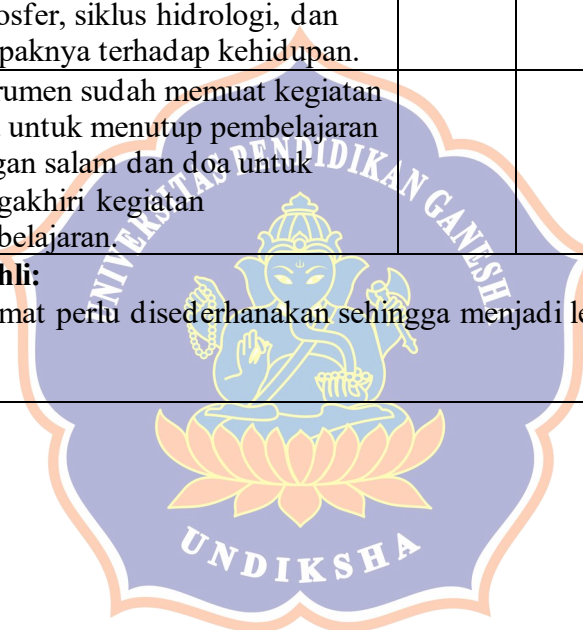 osfer, siklus hidrologi, dan
paknya terhadap kehidupan.
rumen sudah memuat kegiatan
untuk menutup pembelajaran
gan salam dan doa untuk
gakhiri kegiatan
belajaran.
hli:
mat perlu disederhanakan sehingga menjadi le
UNIVERSITAS PENDIDIKAN GANESH
UNDIKSHA